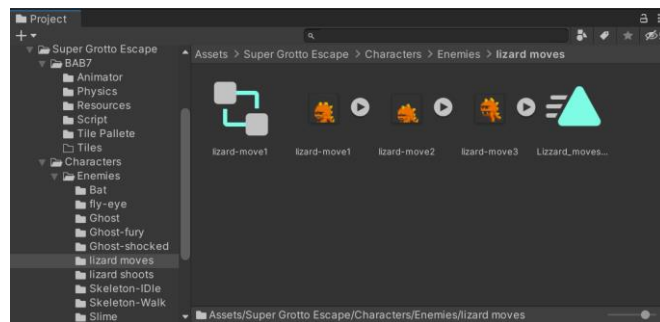 Project
Super Grotto Escape
BAB7
Animator
Physics
Resources
Script
Tile Pallete
Tiles
Characters
Enemies
Bat
fly-eye
Ghost
Ghost-fury
Ghost-shocked
lizard moves
lizard shoots
Skeleton-IDle
Skeleton-Walk
Slime
Assets > Super Grotto Escape > Characters > Enemies > lizard moves
lizard-move1 lizard-move1 lizard-move2 lizard-move3 Lizzard_moves...
Assets/Super Grotto Escape/Characters/Enemies/lizard moves